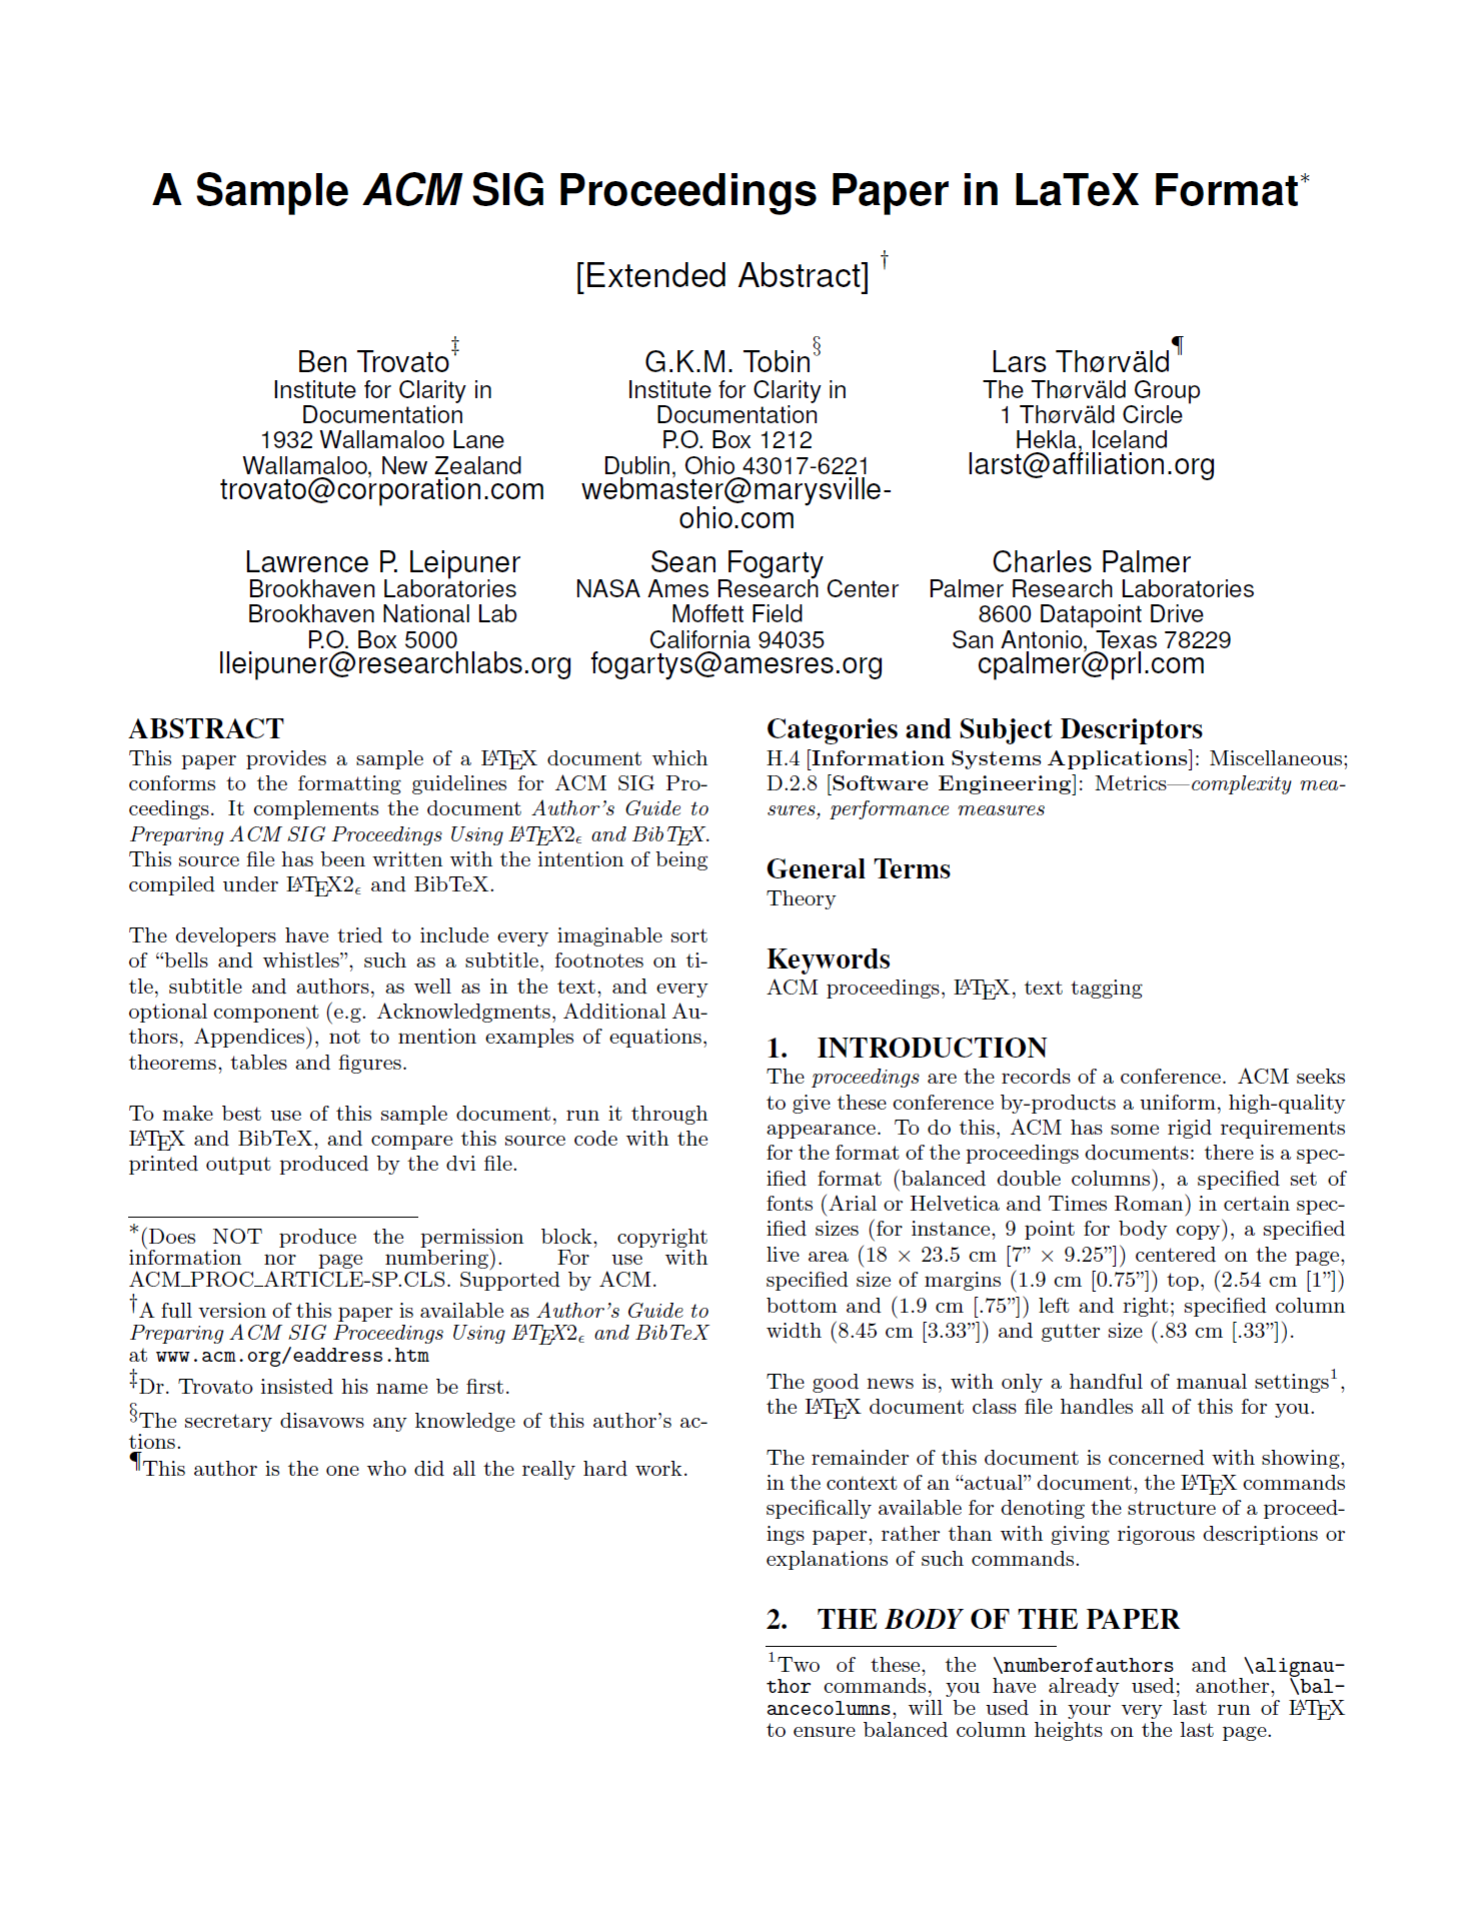 A Sample ACM SIG Proceedings Paper in LaTeX Format*
[Extended Abstract] †
Ben Trovato‡
Institute for Clarity in
Documentation
1932 Wallamaloo Lane
Wallamaloo, New Zealand
trovato@corporation.com
G.K.M. Tobin§
Institute for Clarity in
Documentation
P.O. Box 1212
Dublin, Ohio 43017-6221
webmaster@marysville-
ohio.com
Lars Thørväld¶
The Thørväld Group
1 Thørväld Circle
Hekla, Iceland
larst@affiliation.org
Lawrence P. Leipuner
Brookhaven Laboratories
Brookhaven National Lab
P.O. Box 5000
lleipuner@researchlabs.org
Sean Fogarty
NASA Ames Research Center
Moffett Field
California 94035
fogartys@amesres.org
Charles Palmer
Palmer Research Laboratories
8600 Datapoint Drive
San Antonio, Texas 78229
cpalmer@prl.com
ABSTRACT
This paper provides a sample of a LATEX document which
conforms to the formatting guidelines for ACM SIG Pro-
ceedings. It complements the document Author's Guide to
Preparing ACM SIG Proceedings Using LATEX2ϵ and BibTEX.
This source file has been written with the intention of being
compiled under LATEX2ϵ and BibTeX.
The developers have tried to include every imaginable sort
of “bells and whistles”, such as a subtitle, footnotes on ti-
tle, subtitle and authors, as well as in the text, and every
optional component (e.g. Acknowledgments, Additional Au-
thors, Appendices), not to mention examples of equations,
theorems, tables and figures.
To make best use of this sample document, run it through
LATEX and BibTeX, and compare this source code with the
printed output produced by the dvi file.
*(Does NOT produce the permission block, copyright
information nor page numbering). For use with
ACM_PROC_ARTICLE-SP.CLS. Supported by ACM.
†A full version of this paper is available as Author's Guide to
Preparing ACM SIG Proceedings Using LATEX2ϵ and BibTeX
at www.acm.org/eaddress.htm
‡Dr. Trovato insisted his name be first.
§The secretary disavows any knowledge of this author's ac-
tions.
¶This author is the one who did all the really hard work.
Categories and Subject Descriptors
H.4 [Information Systems Applications]: Miscellaneous;
D.2.8 [Software Engineering]: Metrics—complexity mea-
sures, performance measures
General Terms
Theory
Keywords
ACM proceedings, LATEX, text tagging
1. INTRODUCTION
The proceedings are the records of a conference. ACM seeks
to give these conference by-products a uniform, high-quality
appearance. To do this, ACM has some rigid requirements
for the format of the proceedings documents: there is a spec-
ified format (balanced double columns), a specified set of
fonts (Arial or Helvetica and Times Roman) in certain spec-
ified sizes (for instance, 9 point for body copy), a specified
live area (18 × 23.5 cm [7” × 9.25”]) centered on the page,
specified size of margins (1.9 cm [0.75”]) top, (2.54 cm [1”])
bottom and (1.9 cm [.75”]) left and right; specified column
width (8.45 cm [3.33”]) and gutter size (.83 cm [.33”]).
The good news is, with only a handful of manual settings1,
the LATEX document class file handles all of this for you.
The remainder of this document is concerned with showing,
in the context of an “actual” document, the LATEX commands
specifically available for denoting the structure of a proceed-
ings paper, rather than with giving rigorous descriptions or
explanations of such commands.
2. THE BODY OF THE PAPER
1Two of these, the \numberofauthors and \alignau-
thor commands, you have already used; another, \bal-
ancecolumns, will be used in your very last run of LATEX
to ensure balanced column heights on the last page.